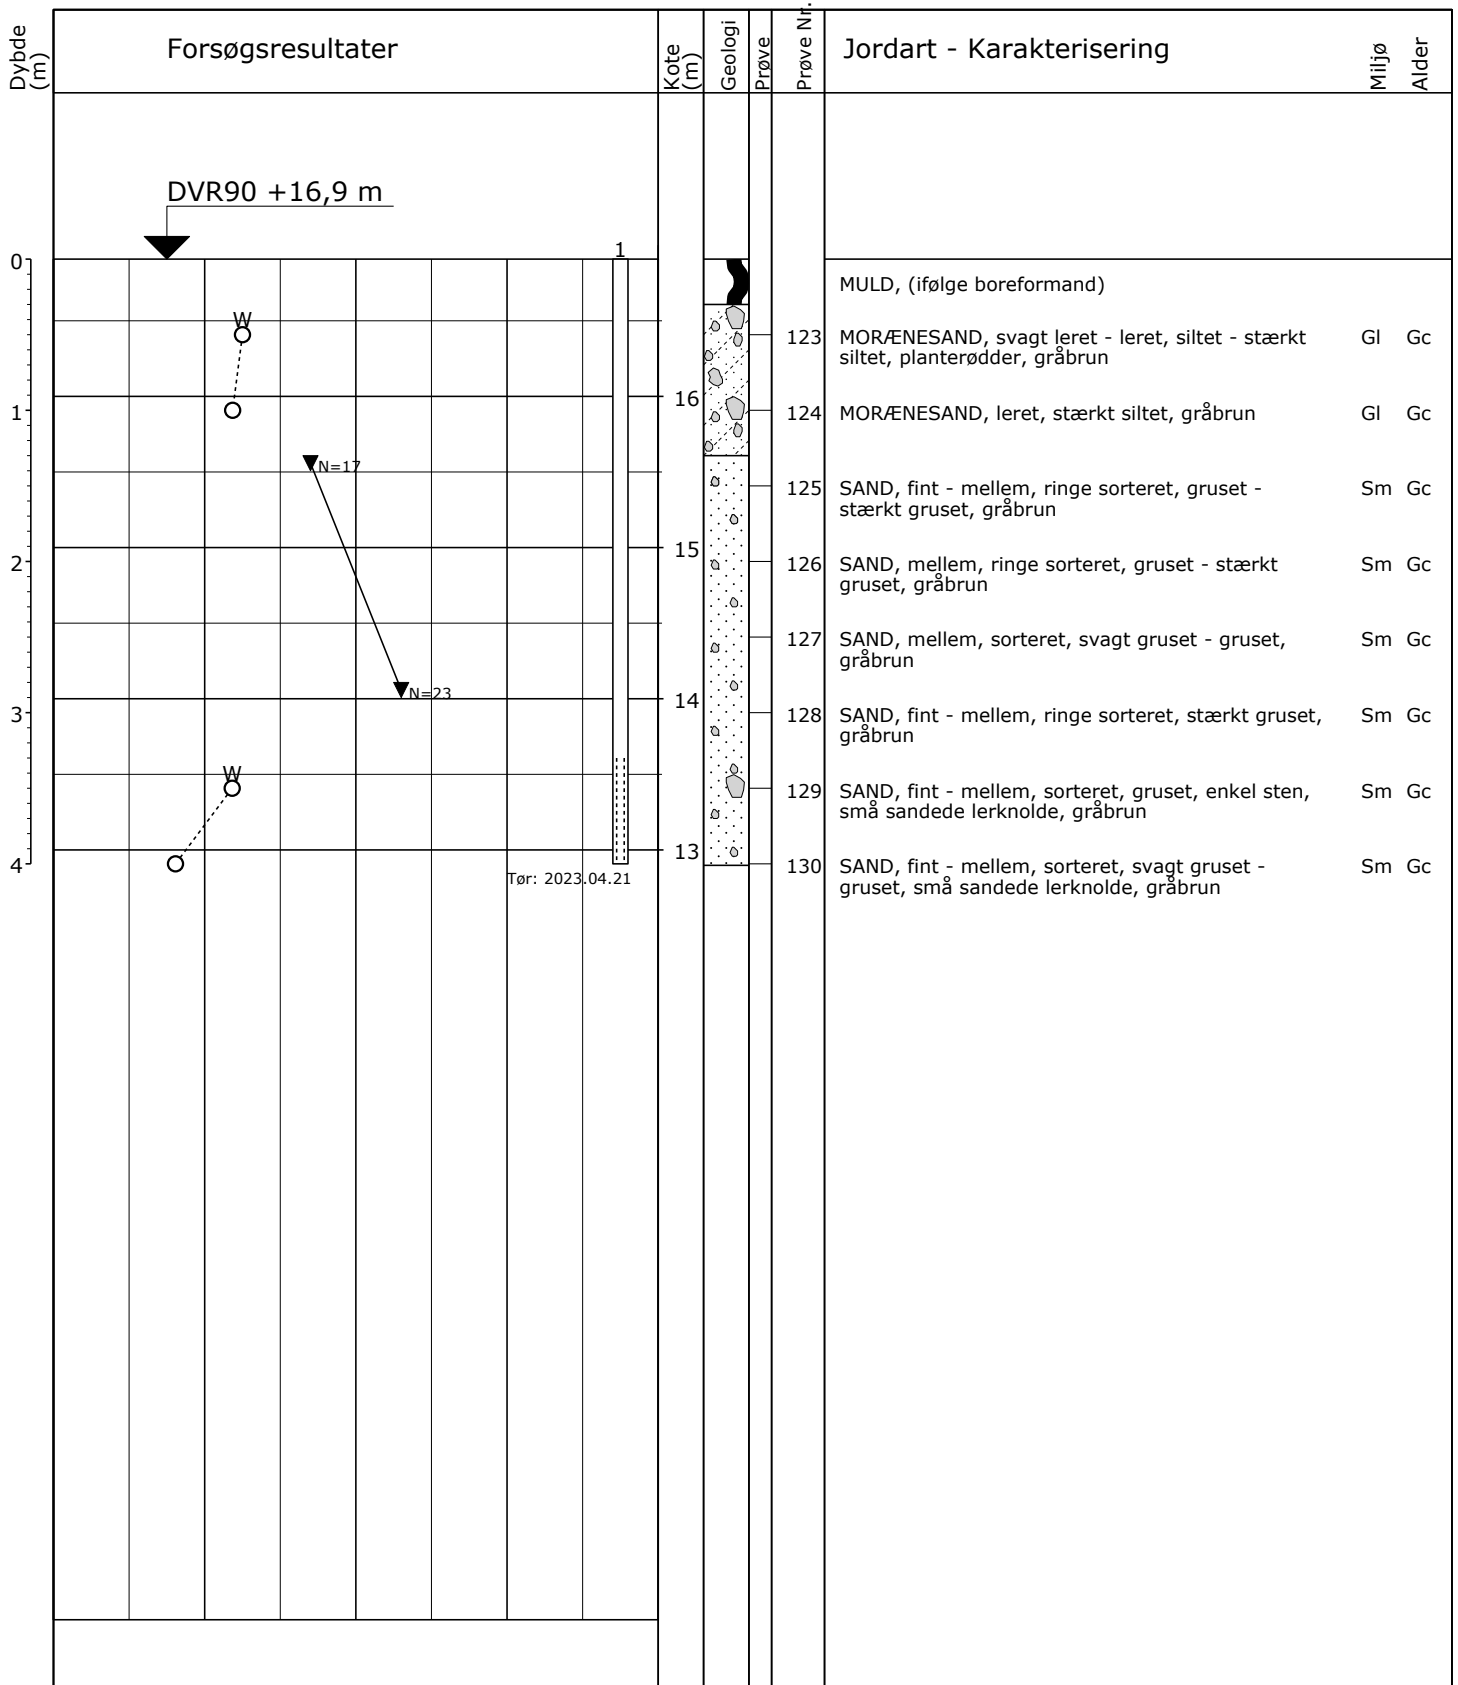 Dybde
(m)
Forsøgsresultater
Kote
(m)
Geologi
Prøve
Prøve Nr.
Jordart - Karakterisering
Miljø
Alder
DVR90 +16,9 m
1
0
MULD, (ifølge boreformand)
W
123 MORÆNESAND, svagt leret - leret, siltet - stærkt Gl Gc
siltet, planterødder, gråbrun
16
1
124 MORÆNESAND, leret, stærkt siltet, gråbrun Gl Gc
N=17
125 SAND, fint - mellem, ringe sorteret, gruset - Sm Gc
stærkt gruset, gråbrun
15
2
126 SAND, mellem, ringe sorteret, gruset - stærkt Sm Gc
gruset, gråbrun
127 SAND, mellem, sorteret, svagt gruset - gruset, Sm Gc
gråbrun
N=23
14
3
128 SAND, fint - mellem, ringe sorteret, stærkt gruset, Sm Gc
gråbrun
W
129 SAND, fint - mellem, sorteret, gruset, enkel sten, Sm Gc
små sandede lerknolde, gråbrun
13
4
130 SAND, fint - mellem, sorteret, svagt gruset - Sm Gc
gruset, små sandede lerknolde, gråbrun
Tør: 2023.04.21